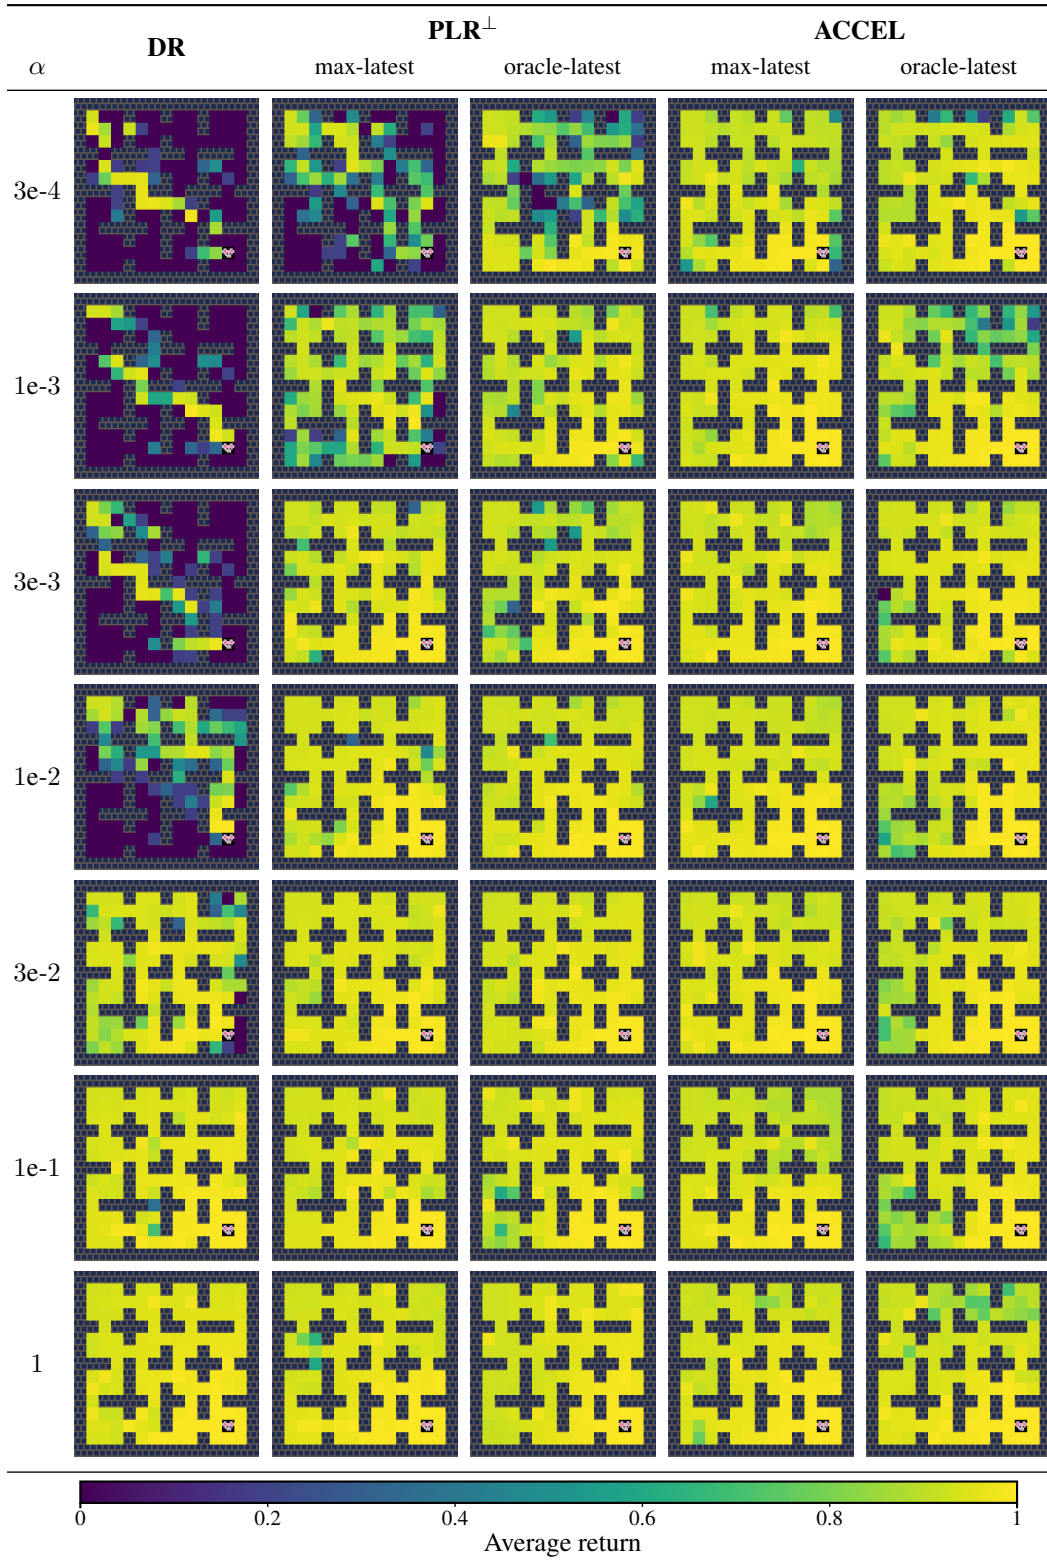 DR PLR⊥ ACCEL
α max-latest oracle-latest max-latest oracle-latest
3e-4
1e-3
3e-3
1e-2
3e-2
1e-1
1
0 0.2 0.4 0.6 0.8 1
Average return